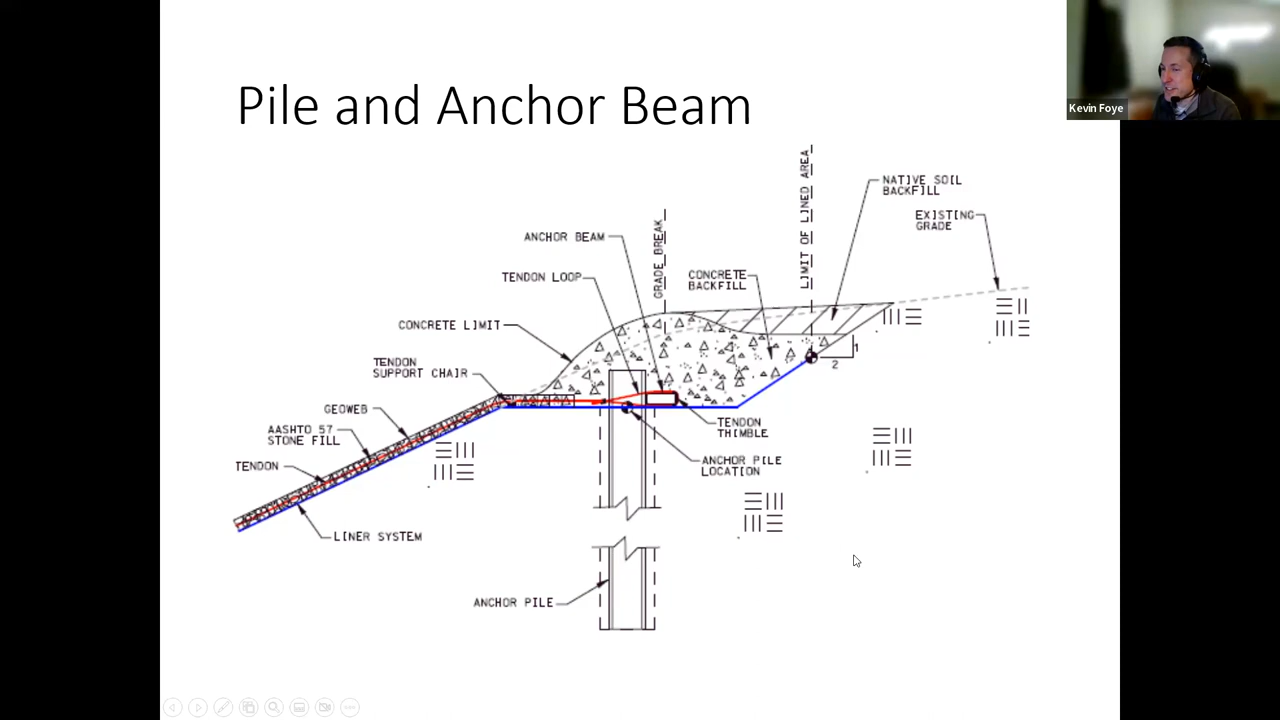 Pile and Anchor Beam
Kevin Foye
LIMIT OF LINED AREA
NATIVE SOIL
BACKFILL
EXISTING
GRADE
GRADE BREAK
ANCHOR BEAM
TENDON LOOP
CONCRETE
BACKFILL
CONCRETE LIMIT
1
2
TENDON
SUPPORT CHAIR
GEOWEB
AASHTO 57
STONE FILL
TENDON
TENDON
THIMBLE
ANCHOR PILE
LOCATION
LINER SYSTEM
ANCHOR PILE